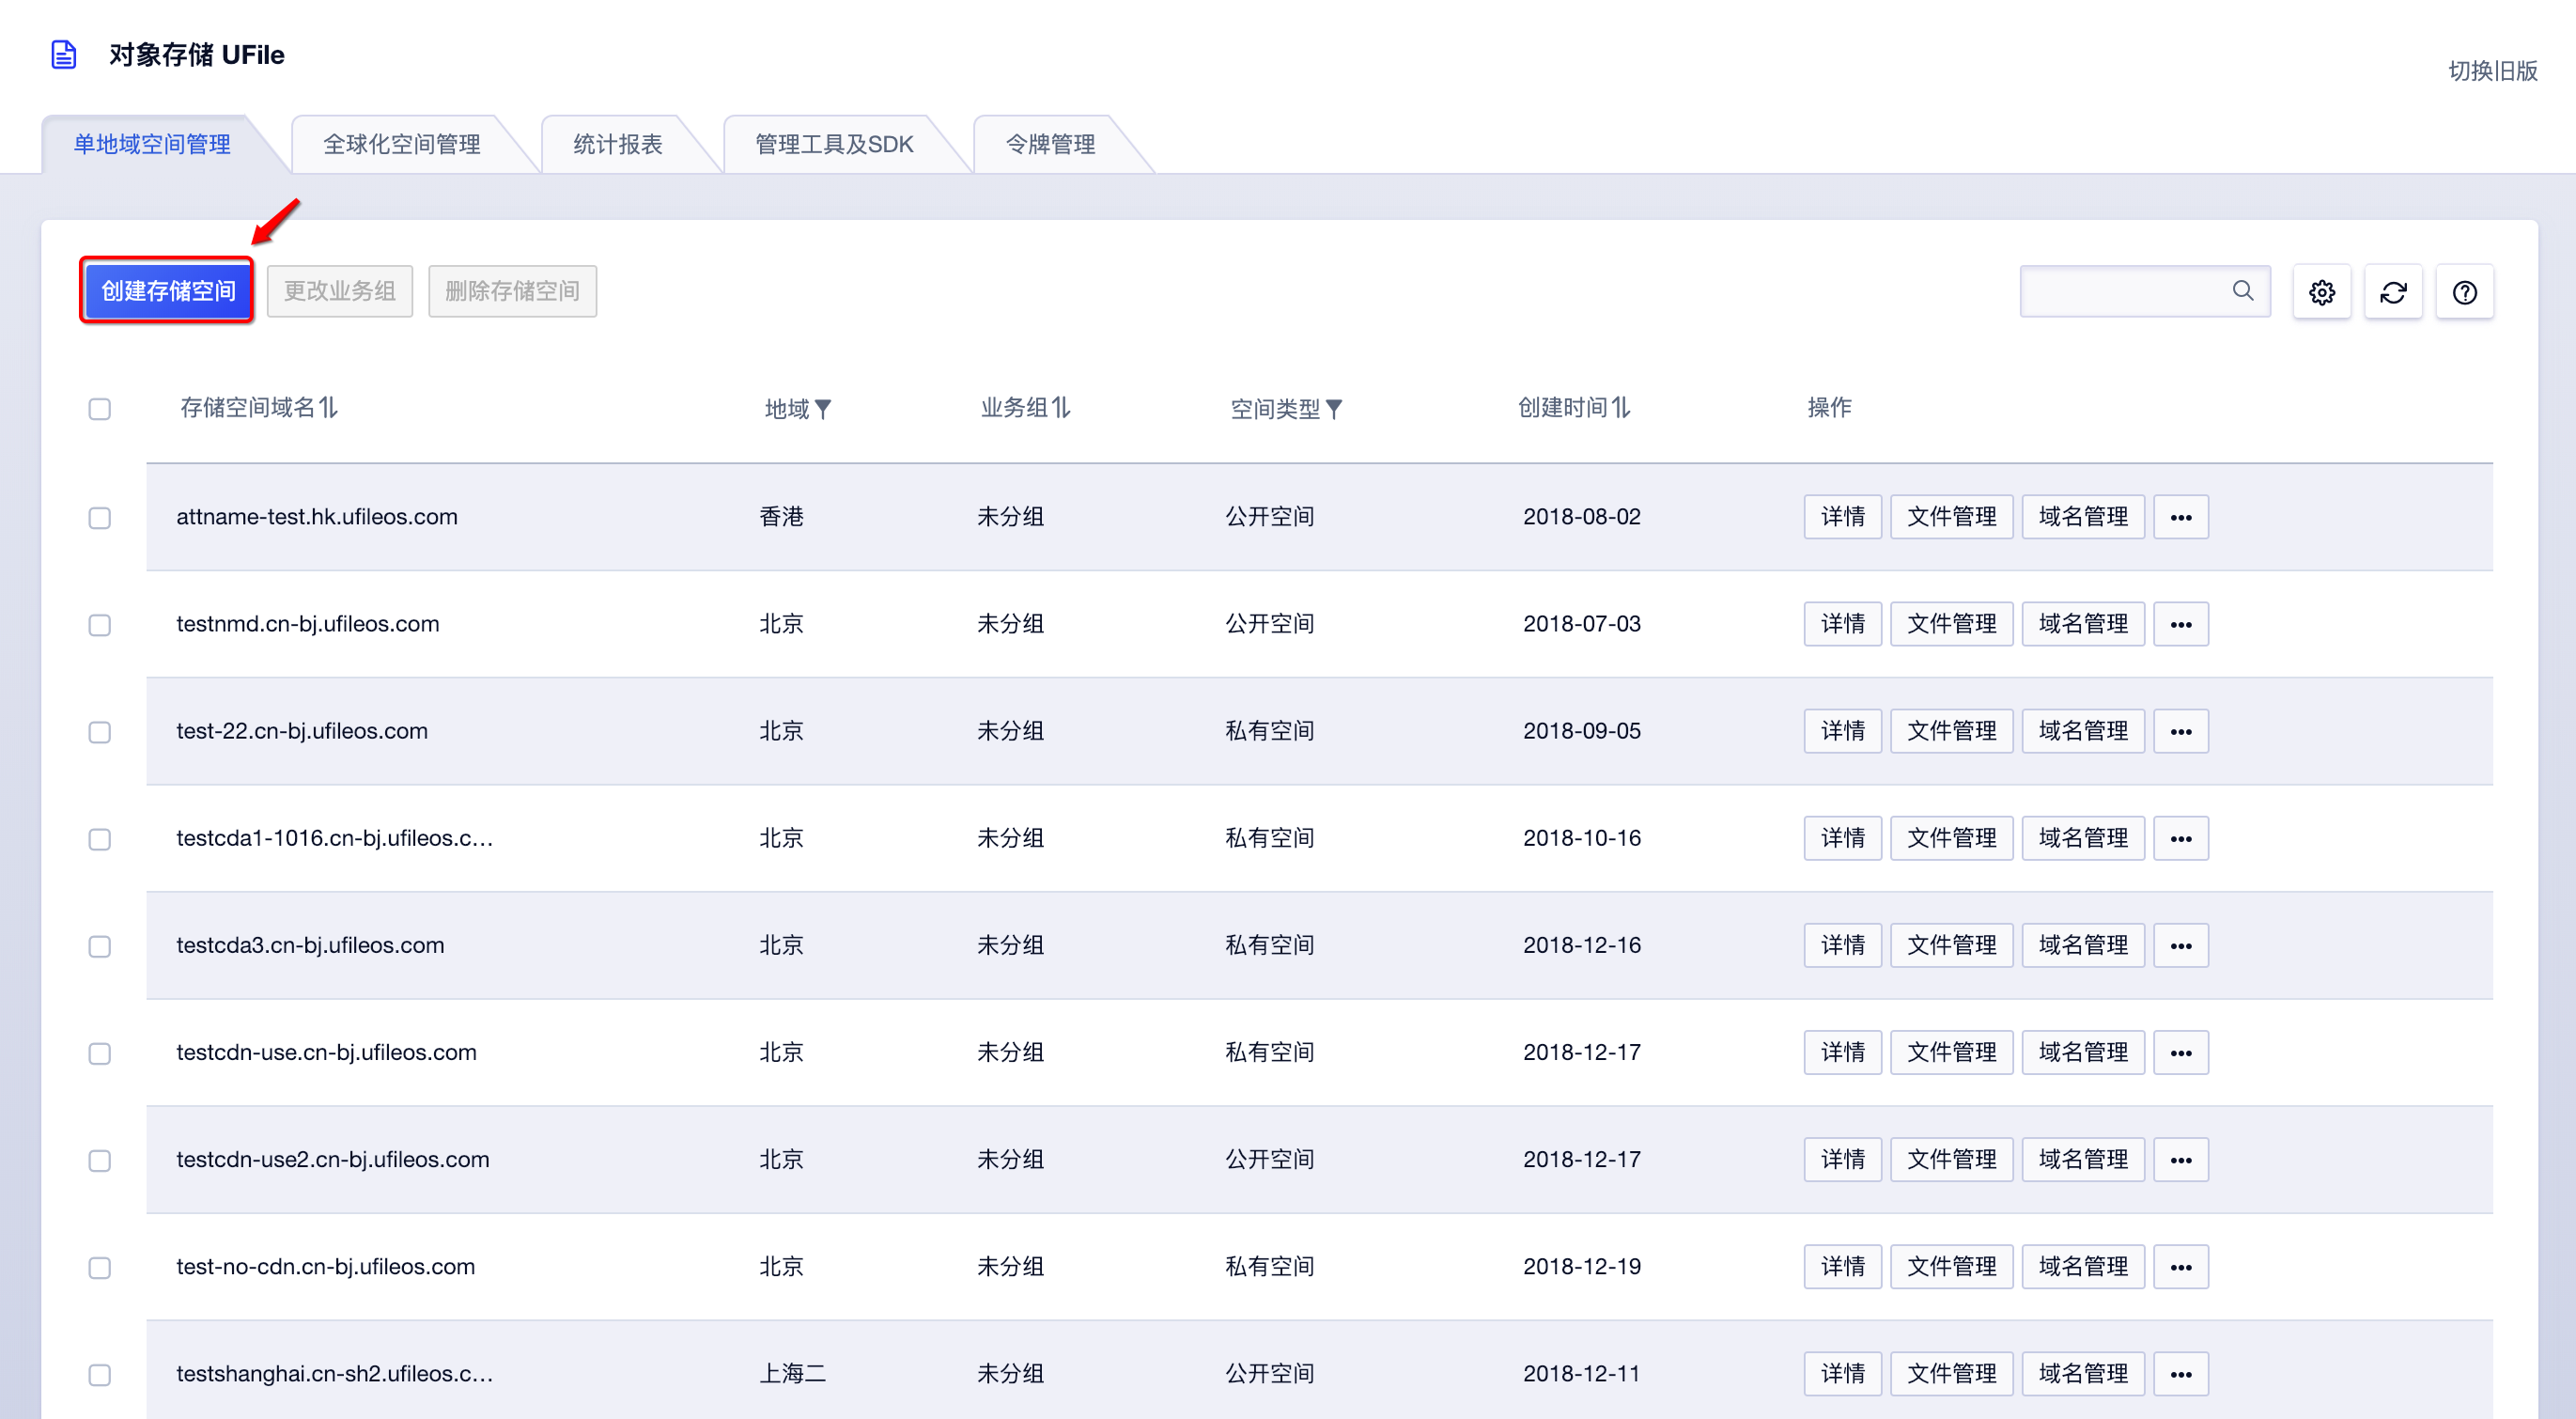 对象存储 UFile
切换旧版
单地域空间管理 全球化空间管理 统计报表 管理工具及SDK 令牌管理
创建存储空间 更改业务组 删除存储空间
存储空间域名 地域 业务组 空间类型 创建时间 操作
attname-test.hk.ufileos.com 香港 未分组 公开空间 2018-08-02 详情 文件管理 域名管理 •••
testnmd.cn-bj.ufileos.com 北京 未分组 公开空间 2018-07-03 详情 文件管理 域名管理 •••
test-22.cn-bj.ufileos.com 北京 未分组 私有空间 2018-09-05 详情 文件管理 域名管理 •••
testcda1-1016.cn-bj.ufileos.c... 北京 未分组 私有空间 2018-10-16 详情 文件管理 域名管理 •••
testcda3.cn-bj.ufileos.com 北京 未分组 私有空间 2018-12-16 详情 文件管理 域名管理 •••
testcdn-use.cn-bj.ufileos.com 北京 未分组 私有空间 2018-12-17 详情 文件管理 域名管理 •••
testcdn-use2.cn-bj.ufileos.com 北京 未分组 公开空间 2018-12-17 详情 文件管理 域名管理 •••
test-no-cdn.cn-bj.ufileos.com 北京 未分组 私有空间 2018-12-19 详情 文件管理 域名管理 •••
testshanghai.cn-sh2.ufileos.c... 上海二 未分组 公开空间 2018-12-11 详情 文件管理 域名管理 •••